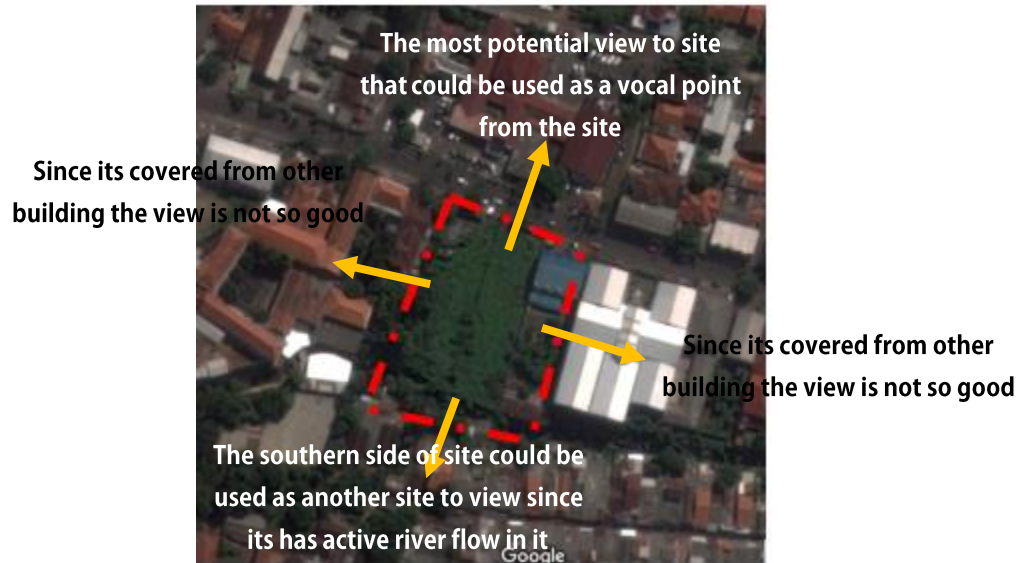 The most potential view to site
that could be used as a vocal point
from the site
Since its covered from other
building the view is not so good
Since its covered from other
building the view is not so good
The southern side of site could be
used as another site to view since
its has active river flow in it
Google